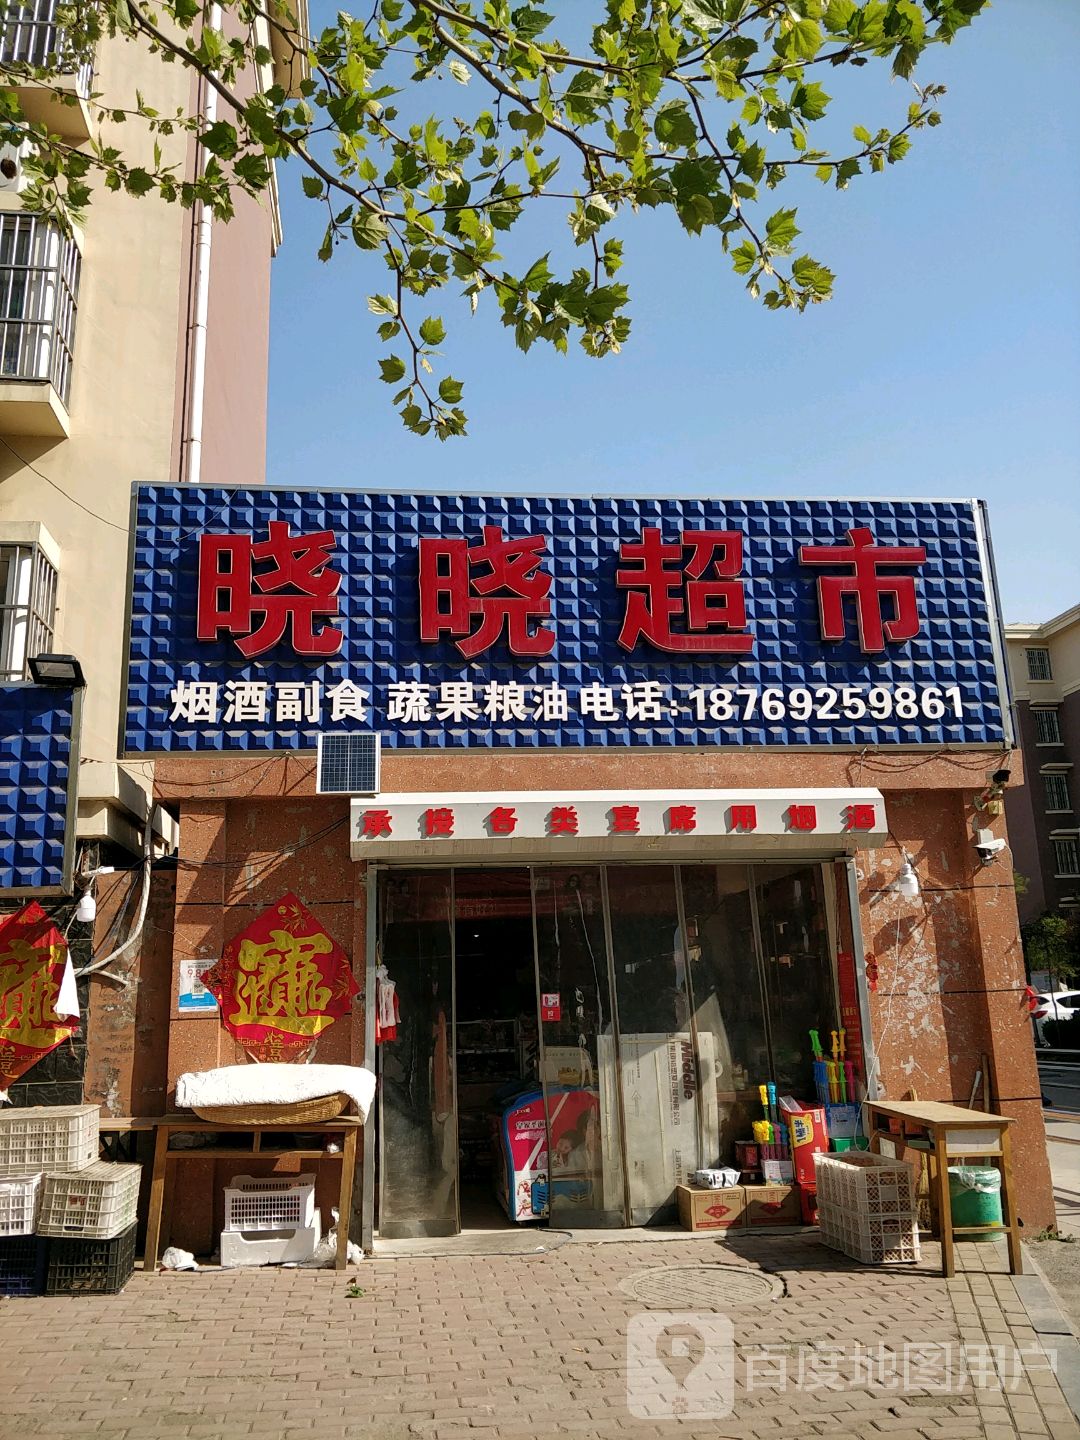 晓晓超市
烟酒副食 蔬果粮油 电话:18769259861
承接各类宴席用烟酒
Middle
百度地图用户